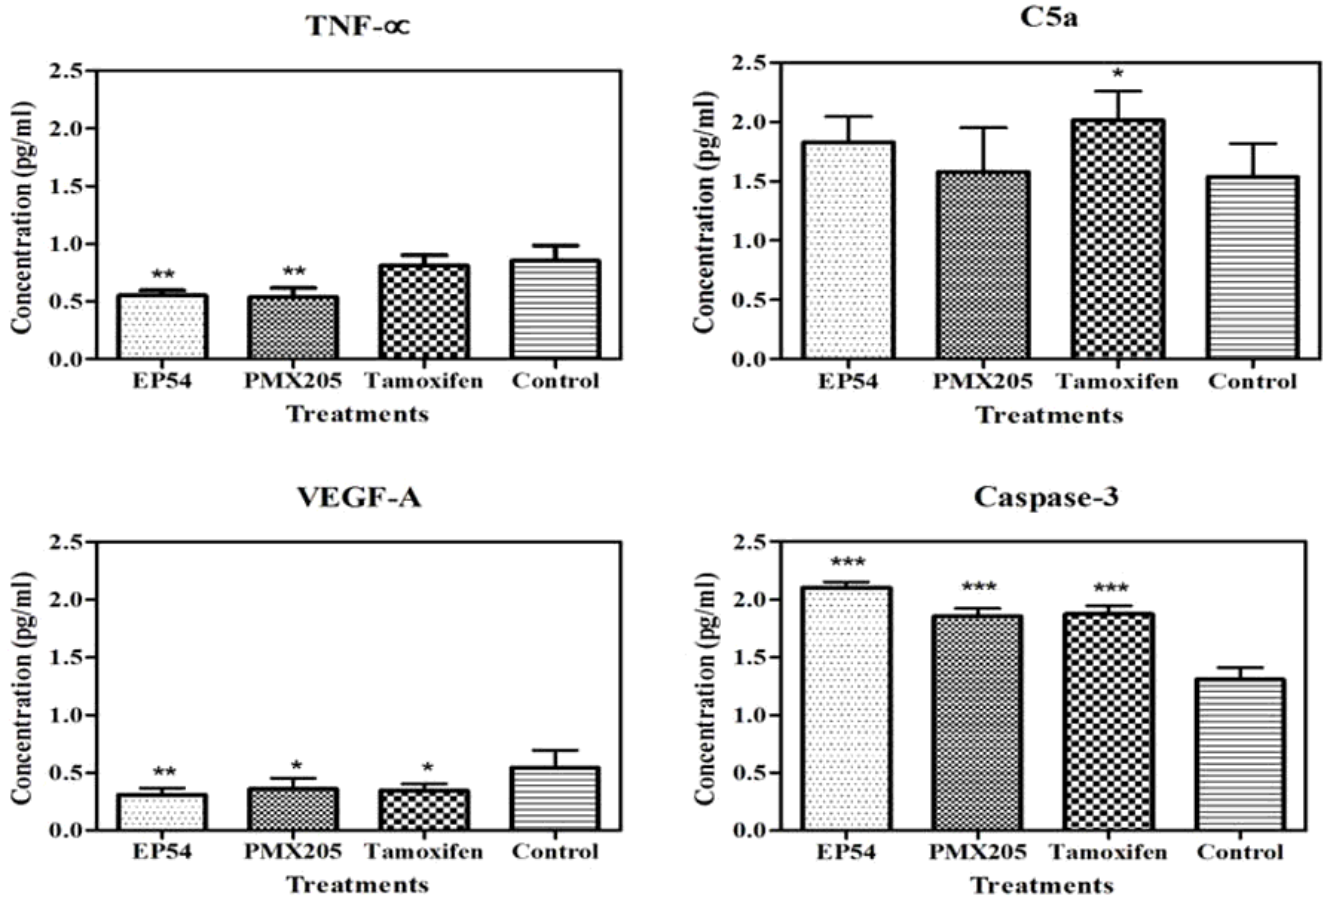 TNF-∝
Concentration (pg/ml)
2.5
2.0
1.5
1.0
0.5
0.0
**
**
EP54 PMX205 Tamoxifen Control
Treatments
C5a
Concentration (pg/ml)
2.5
2.0
1.5
1.0
0.5
0.0
*
EP54 PMX205 Tamoxifen Control
Treatments
VEGF-A
Concentration (pg/ml)
2.5
2.0
1.5
1.0
0.5
0.0
**
*
*
EP54 PMX205 Tamoxifen Control
Treatments
Caspase-3
Concentration (pg/ml)
2.5
2.0
1.5
1.0
0.5
0.0
***
***
***
EP54 PMX205 Tamoxifen Control
Treatments